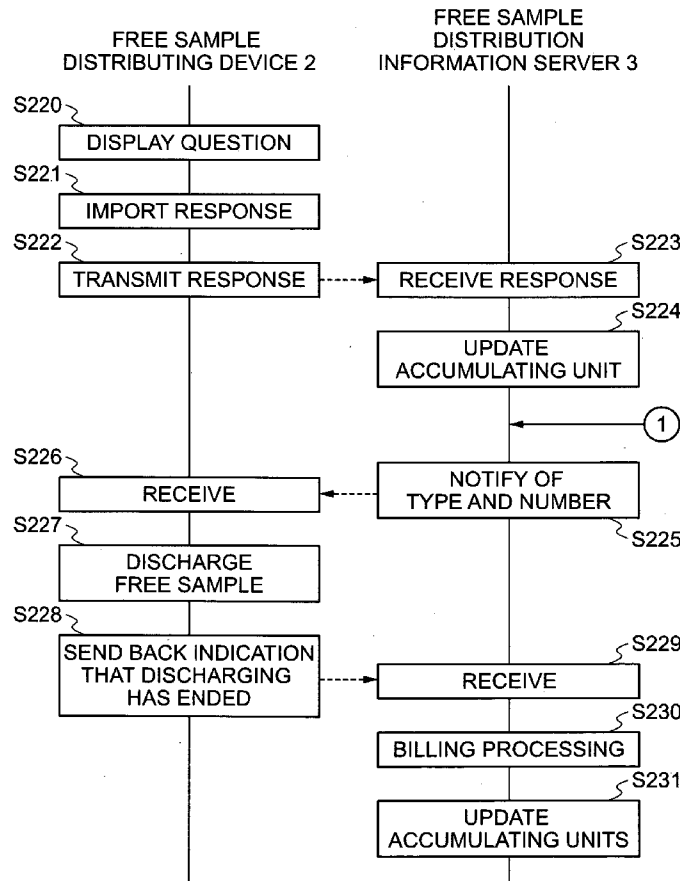 FREE SAMPLE
DISTRIBUTING DEVICE 2
FREE SAMPLE
DISTRIBUTION
INFORMATION SERVER 3
S220
DISPLAY QUESTION
S221
IMPORT RESPONSE
S222
TRANSMIT RESPONSE
S223
RECEIVE RESPONSE
S224
UPDATE
ACCUMULATING UNIT
1
S226
RECEIVE
NOTIFY OF
TYPE AND NUMBER
S225
S227
DISCHARGE
FREE SAMPLE
S228
SEND BACK INDICATION
THAT DISCHARGING
HAS ENDED
S229
RECEIVE
S230
BILLING PROCESSING
S231
UPDATE
ACCUMULATING UNITS